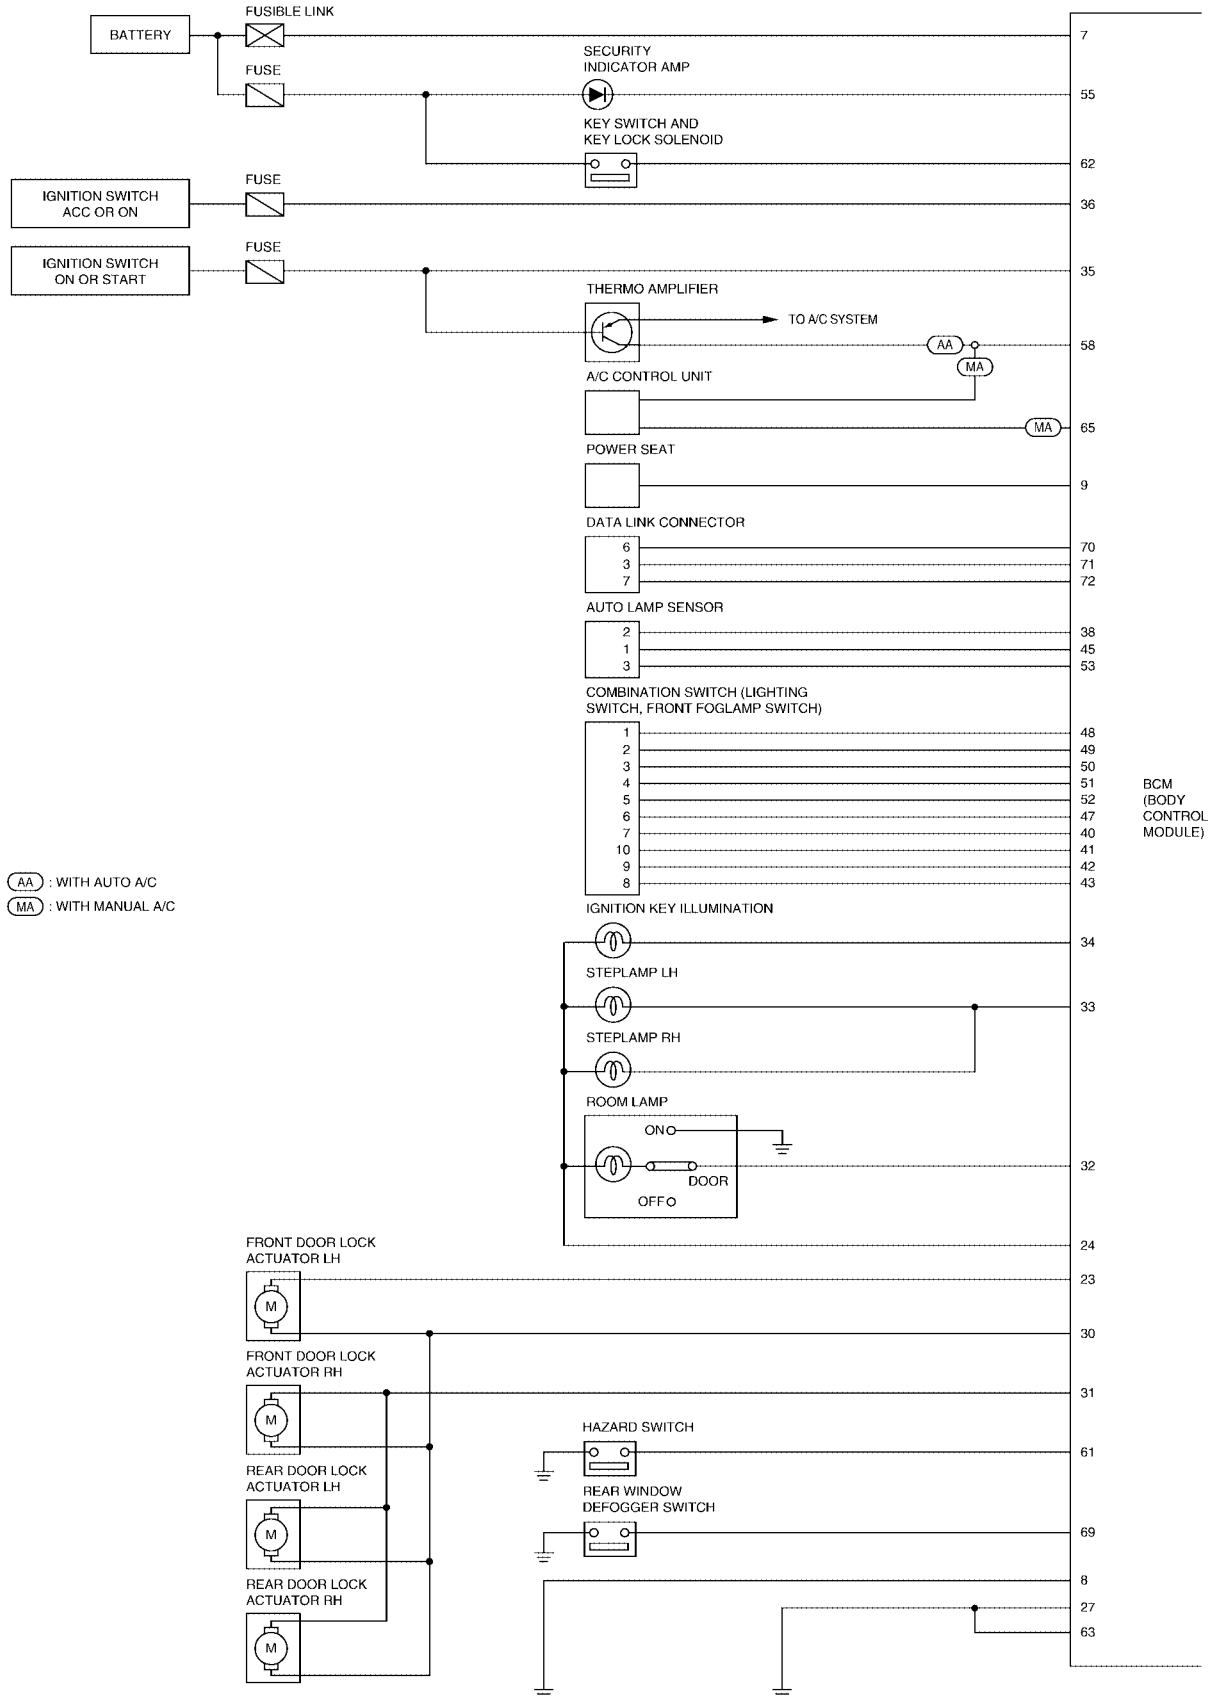 FUSIBLE LINK
BATTERY
7
SECURITY
INDICATOR AMP
FUSE
55
KEY SWITCH AND
KEY LOCK SOLENOID
62
FUSE
IGNITION SWITCH
ACC OR ON
36
FUSE
IGNITION SWITCH
ON OR START
35
THERMO AMPLIFIER
TO A/C SYSTEM
AA
58
MA
A/C CONTROL UNIT
MA
65
POWER SEAT
9
DATA LINK CONNECTOR
6 70
3 71
7 72
AUTO LAMP SENSOR
2 38
1 45
3 53
COMBINATION SWITCH (LIGHTING
SWITCH, FRONT FOGLAMP SWITCH)
1 48
2 49
3 50
4 51
5 52
6 47
7 40
10 41
9 42
8 43
BCM
(BODY
CONTROL
MODULE)
AA : WITH AUTO A/C
MA : WITH MANUAL A/C
IGNITION KEY ILLUMINATION
34
STEPLAMP LH
33
STEPLAMP RH
ROOM LAMP
ON
32
DOOR
OFF
24
FRONT DOOR LOCK
ACTUATOR LH
23
M
30
FRONT DOOR LOCK
ACTUATOR RH
31
M
HAZARD SWITCH
61
REAR DOOR LOCK
ACTUATOR LH
M
REAR WINDOW
DEFOGGER SWITCH
69
REAR DOOR LOCK
ACTUATOR RH
M
8
27
63